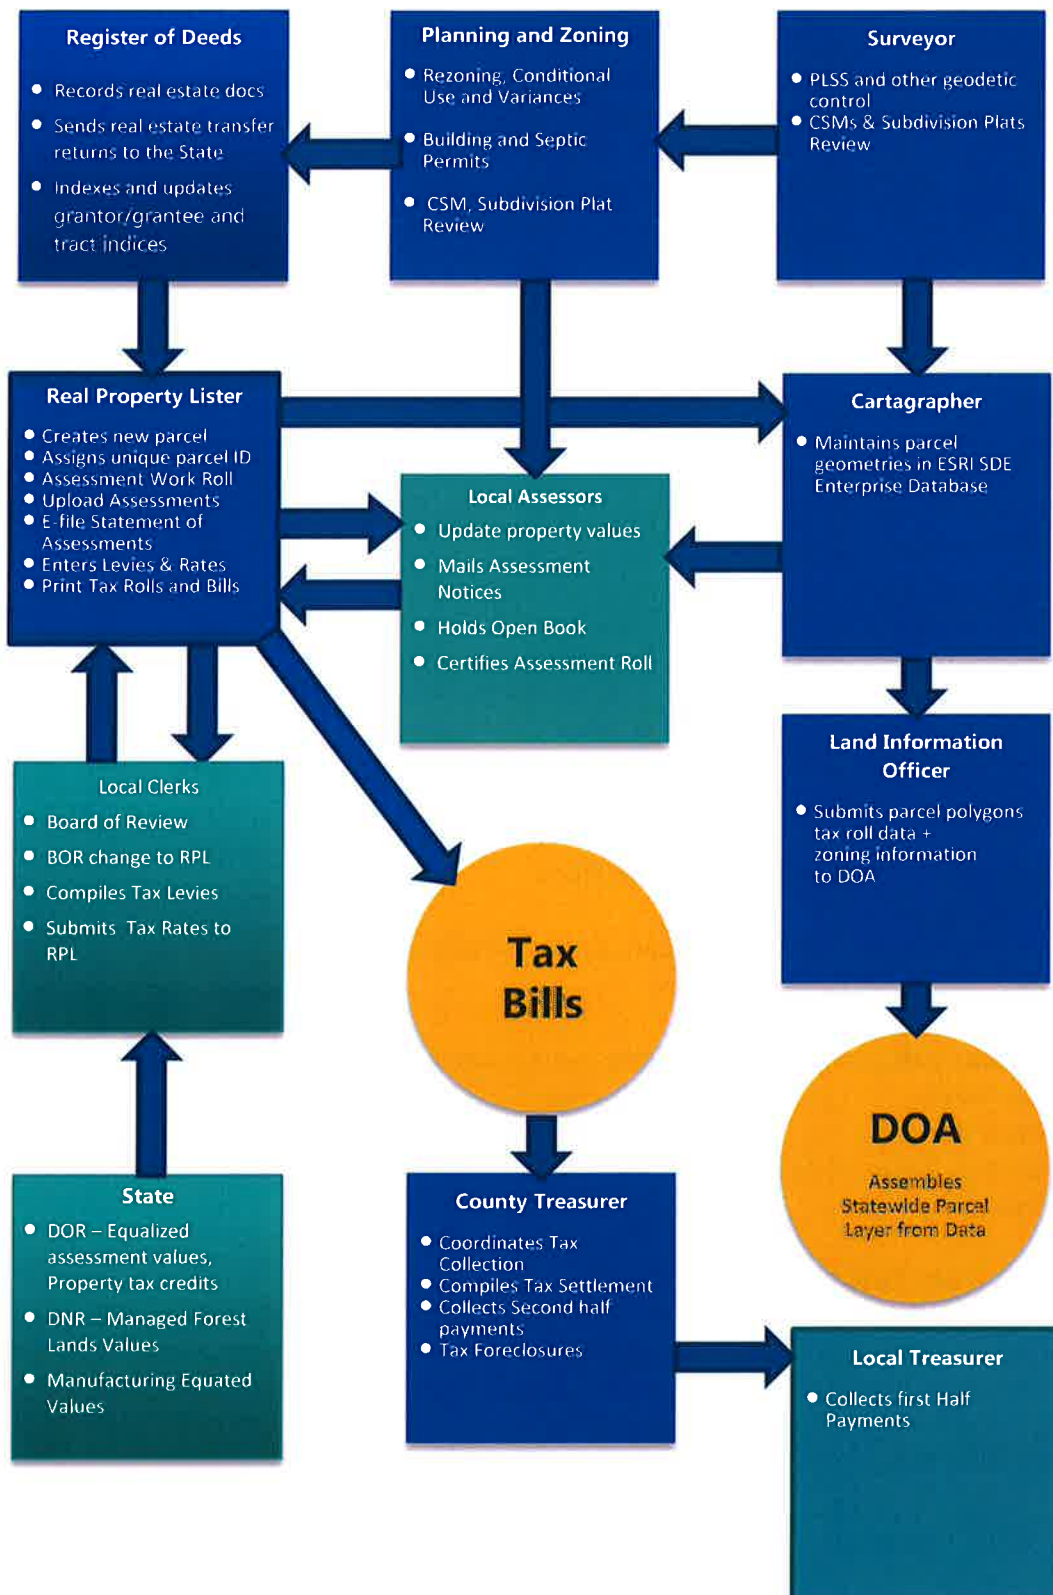 Register of Deeds
Records real estate docs
Sends real estate transfer
returns to the State
Indexes and updates
grantor/grantee and
tract indices
Planning and Zoning
Rezoning, Conditional
Use and Variances
Building and Septic
Permits
CSM, Subdivision Plat
Review
Surveyor
PLSS and other geodetic
control
CSMs & Subdivision Plats
Review
Real Property Lister
Creates new parcel
Assigns unique parcel ID
Assessment Work Roll
Upload Assessments
E-file Statement of
Assessments
Enters Levies & Rates
Print Tax Rolls and Bills
Local Assessors
Update property values
Mails Assessment
Notices
Holds Open Book
Certifies Assessment Roll
Cartagrapher
Maintains parcel
geometries in ESRI SDE
Enterprise Database
Local Clerks
Board of Review
BOR change to RPL
Compiles Tax Levies
Submits Tax Rates to
RPL
Land Information
Officer
Submits parcel polygons
tax roll data +
zoning information
to DOA
Tax
Bills
DOA
Assembles
Statewide Parcel
Layer from Data
State
DOR – Equalized
assessment values,
Property tax credits
DNR – Managed Forest
Lands Values
Manufacturing Equated
Values
County Treasurer
Coordinates Tax
Collection
Compiles Tax Settlement
Collects Second half
payments
Tax Foreclosures
Local Treasurer
Collects first Half
Payments